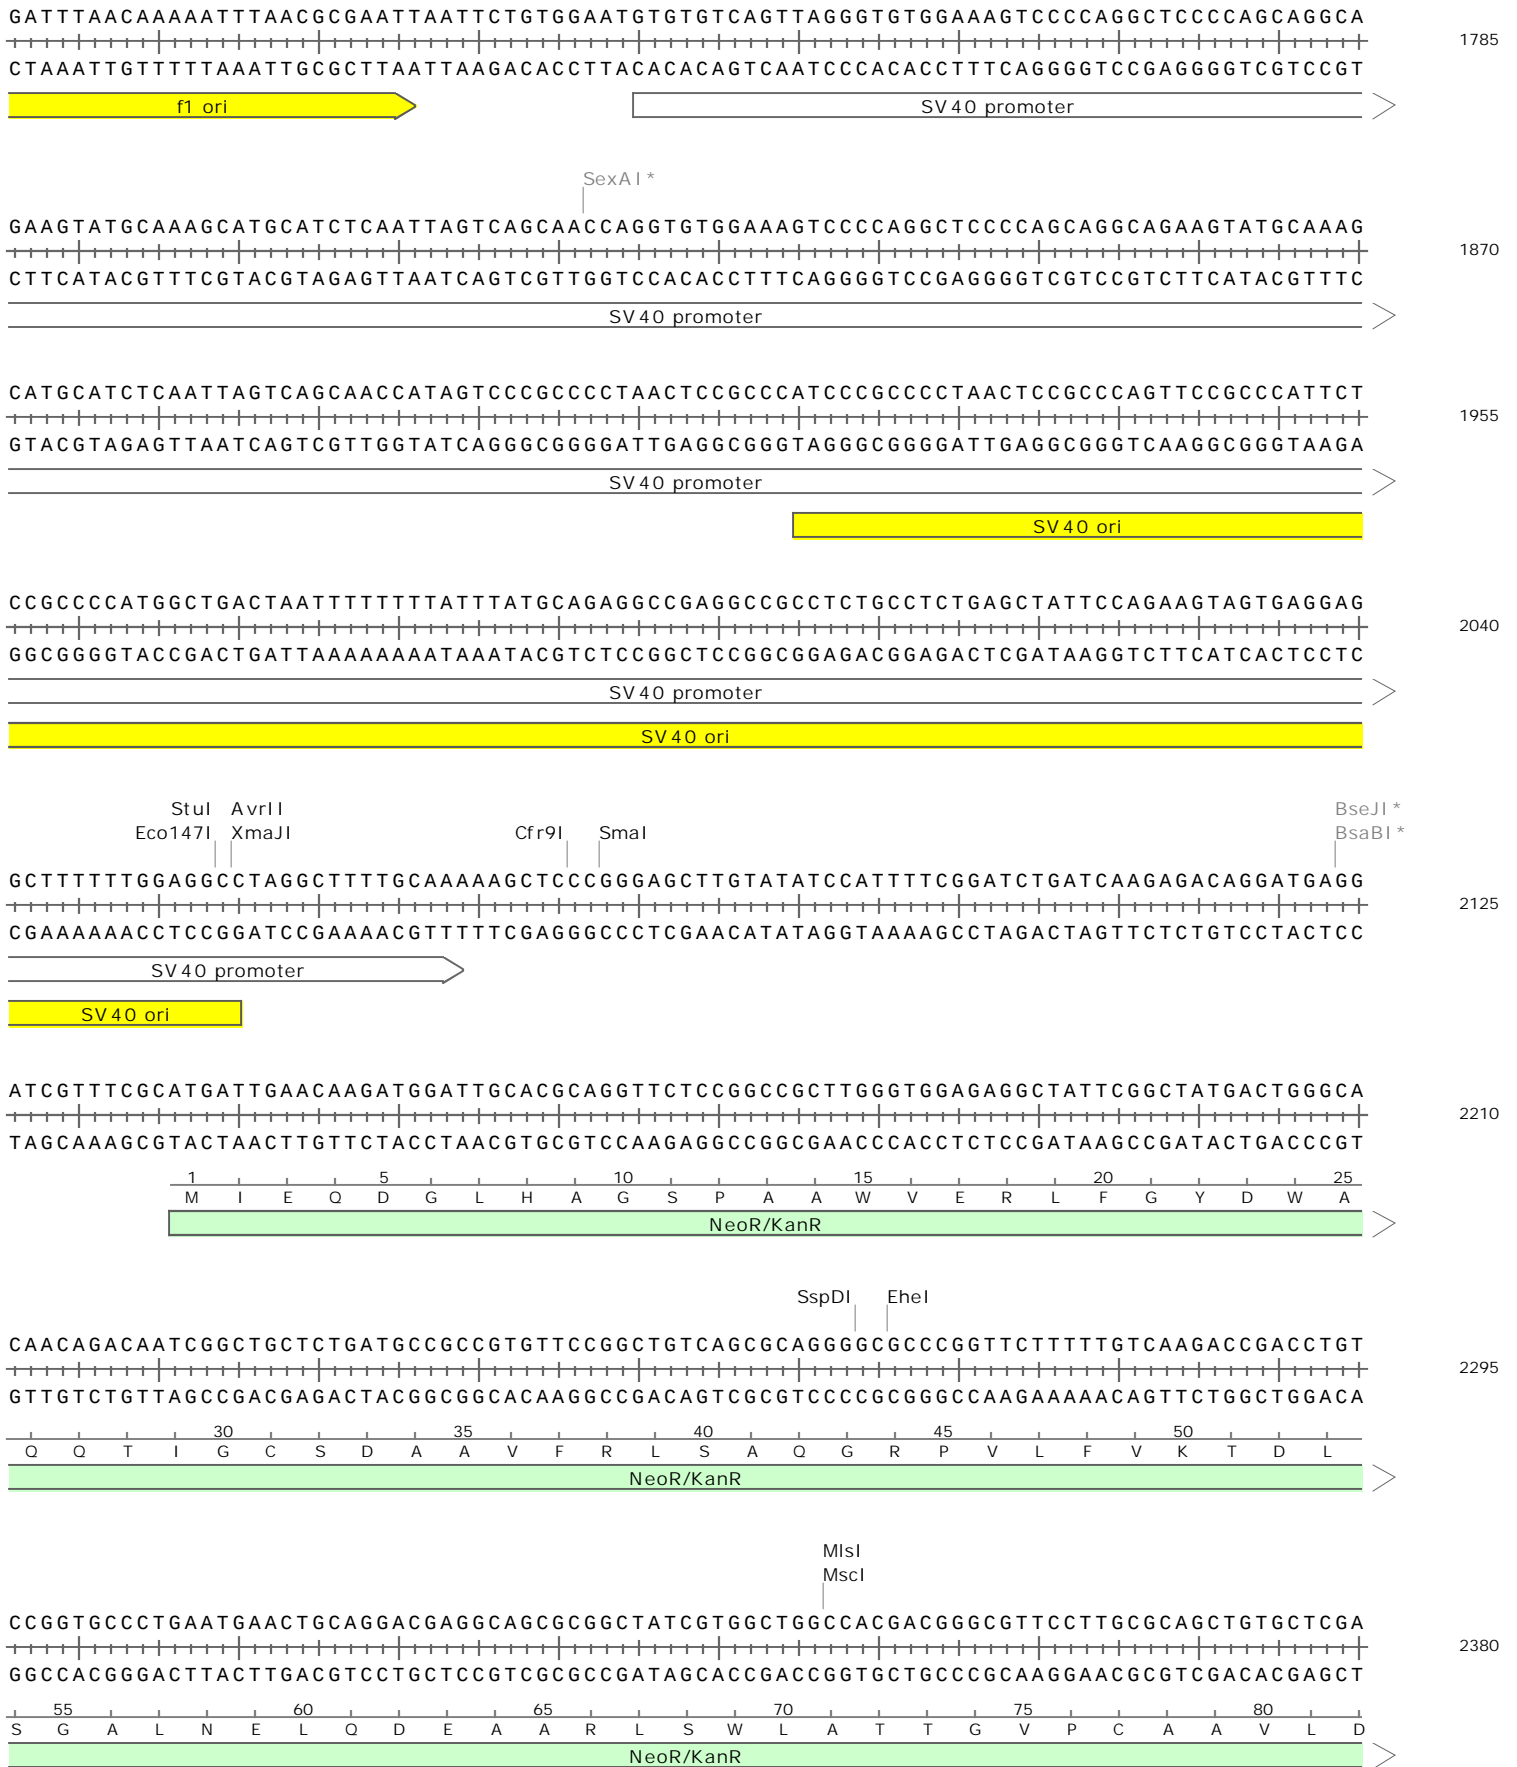 GATTTAACAAAAATTTAACGCGAATTAATTCTGTGGAATGTGTGTCAGTTAGGGTGTGGAAAGTCCCCAGGCTCCCCAGCAGGCA
1785
CTAAATTGTTTTTAAATTGCGCTTAATTAAGACACCTTACACACAGTCAATCCCACACCTTTCAGGGGTCCGAGGGGTCGTCCGT
f1 ori SV40 promoter
SexAI*
GAAGTATGCAAAGCATGCATCTCAATTAGTCAGCAACCAGGTGTGGAAAGTCCCCAGGCTCCCCAGCAGGCAGAAGTATGCAAAG
1870
CTTCATACGTTTCGTACGTAGAGTTAATCAGTCGTTGGTCCACACCTTTCAGGGGTCCGAGGGGTCGTCCGTCTTCATACGTTTC
SV40 promoter
CATGCATCTCAATTAGTCAGCAACCATAGTCCCGCCCCTAACTCCGCCCATCCCGCCCCTAACTCCGCCCAGTTCCGCCCATTCT
1955
GTACGTAGAGTTAATCAGTCGTTGGTATCAGGGCGGGGATTGAGGCGGGTAGGGCGGGGATTGAGGCGGGTCAAGGCGGGTAAGA
SV40 promoter
SV40 ori
CCGCCCCATGGCTGACTAATTTTTTTTATTTATGCAGAGGCCGAGGCCGCCTCTGCCTCTGAGCTATTCCAGAAGTAGTGAGGAG
2040
GGCGGGGTACCGACTGATTAAAAAAAATAAATACGTCTCCGGCTCCGGCGGAGACGGAGACTCGATAAGGTCTTCATCACTCCTC
SV40 promoter
SV40 ori
StuI AvrII BseJI*
Eco147I XmaJI Cfr9I SmaI BsaBI*
GCTTTTTTGGAGGCCTAGGCTTTTGCAAAAAGCTCCCGGGAGCTTGTATATCCATTTTCGGATCTGATCAAGAGACAGGATGAGG
2125
CGAAAAAACCTCCGGATCCGAAAACGTTTTTCGAGGGCCCTCGAACATATAGGTAAAAGCCTAGACTAGTTCTCTGTCCTACTCC
SV40 promoter
SV40 ori
ATCGTTTCGCATGATTGAACAAGATGGATTGCACGCAGGTTCTCCGGCCGCTTGGGTGGAGAGGCTATTCGGCTATGACTGGGCA
2210
TAGCAAAGCGTACTAACTTGTTCTACCTAACGTGCGTCCAAGAGGCCGGCGAACCCACCTCTCCGATAAGCCGATACTGACCCGT
1 5 10 15 20 25
M I E Q D G L H A G S P A A W V E R L F G Y D W A
NeoR/KanR
SspDI EheI
CAACAGACAATCGGCTGCTCTGATGCCGCCGTGTTCCGGCTGTCAGCGCAGGGGCGCCCGGTTCTTTTTGTCAAGACCGACCTGT
2295
GTTGTCTGTTAGCCGACGAGACTACGGCGGCACAAGGCCGACAGTCGCGTCCCCGCGGGCCAAGAAAAACAGTTCTGGCTGGACA
30 35 40 45 50
Q Q T I G C S D A A V F R L S A Q G R P V L F V K T D L
NeoR/KanR
MlsI
MscI
CCGGTGCCCTGAATGAACTGCAGGACGAGGCAGCGCGGCTATCGTGGCTGGCCACGACGGGCGTTCCTTGCGCAGCTGTGCTCGA
2380
GGCCACGGGACTTACTTGACGTCCTGCTCCGTCGCGCCGATAGCACCGACCGGTGCTGCCCGCAAGGAACGCGTCGACACGAGCT
55 60 65 70 75 80
S G A L N E L Q D E A A R L S W L A T T G V P C A A V L D
NeoR/KanR